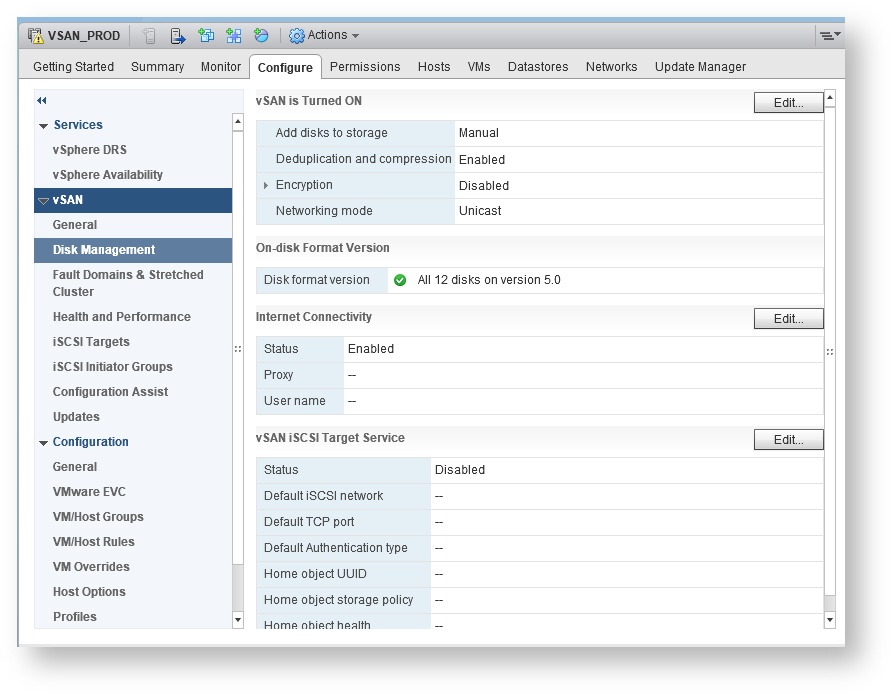 VSAN_PROD Actions
Getting Started Summary Monitor Configure Permissions Hosts VMs Datastores Networks Update Manager
Services
vSphere DRS
vSphere Availability
vSAN
General
Disk Management
Fault Domains & Stretched
Cluster
Health and Performance
iSCSI Targets
iSCSI Initiator Groups
Configuration Assist
Updates
Configuration
General
VMware EVC
VM/Host Groups
VM/Host Rules
VM Overrides
Host Options
Profiles
vSAN is Turned ON Edit...
Add disks to storage Manual
Deduplication and compression Enabled
Encryption Disabled
Networking mode Unicast
On-disk Format Version
Disk format version All 12 disks on version 5.0
Internet Connectivity Edit...
Status Enabled
Proxy --
User name --
vSAN iSCSI Target Service Edit...
Status Disabled
Default iSCSI network --
Default TCP port --
Default Authentication type --
Home object UUID --
Home object storage policy --
Home object health --